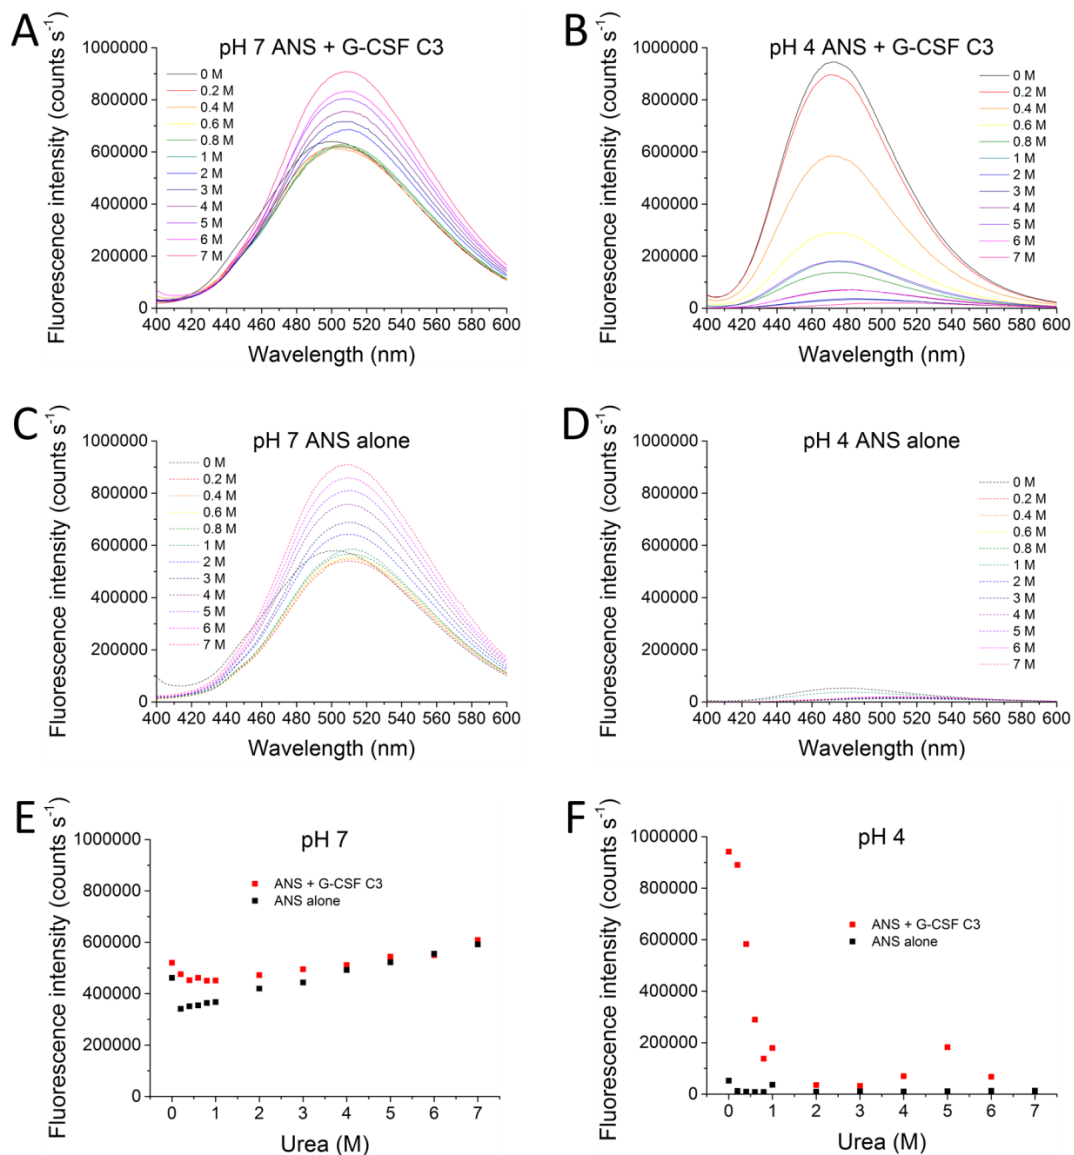 A
pH 7 ANS + G-CSF C3
Fluorescence intensity (counts s⁻¹)
1000000
800000
600000
400000
200000
0
0 M
0.2 M
0.4 M
0.6 M
0.8 M
1 M
2 M
3 M
4 M
5 M
6 M
7 M
400 420 440 460 480 500 520 540 560 580 600
Wavelength (nm)
B
pH 4 ANS + G-CSF C3
Fluorescence intensity (counts s⁻¹)
1000000
800000
600000
400000
200000
0
0 M
0.2 M
0.4 M
0.6 M
0.8 M
1 M
2 M
3 M
4 M
5 M
6 M
7 M
400 420 440 460 480 500 520 540 560 580 600
Wavelength (nm)
C
pH 7 ANS alone
Fluorescence intensity (counts s⁻¹)
1000000
800000
600000
400000
200000
0
0 M
0.2 M
0.4 M
0.6 M
0.8 M
1 M
2 M
3 M
4 M
5 M
6 M
7 M
400 420 440 460 480 500 520 540 560 580 600
Wavelength (nm)
D
pH 4 ANS alone
Fluorescence intensity (counts s⁻¹)
1000000
800000
600000
400000
200000
0
0 M
0.2 M
0.4 M
0.6 M
0.8 M
1 M
2 M
3 M
4 M
5 M
6 M
7 M
400 420 440 460 480 500 520 540 560 580 600
Wavelength (nm)
E
pH 7
Fluorescence intensity (counts s⁻¹)
1000000
800000
600000
400000
200000
0
ANS + G-CSF C3
ANS alone
0 1 2 3 4 5 6 7
Urea (M)
F
pH 4
Fluorescence intensity (counts s⁻¹)
1000000
800000
600000
400000
200000
0
ANS + G-CSF C3
ANS alone
0 1 2 3 4 5 6 7
Urea (M)